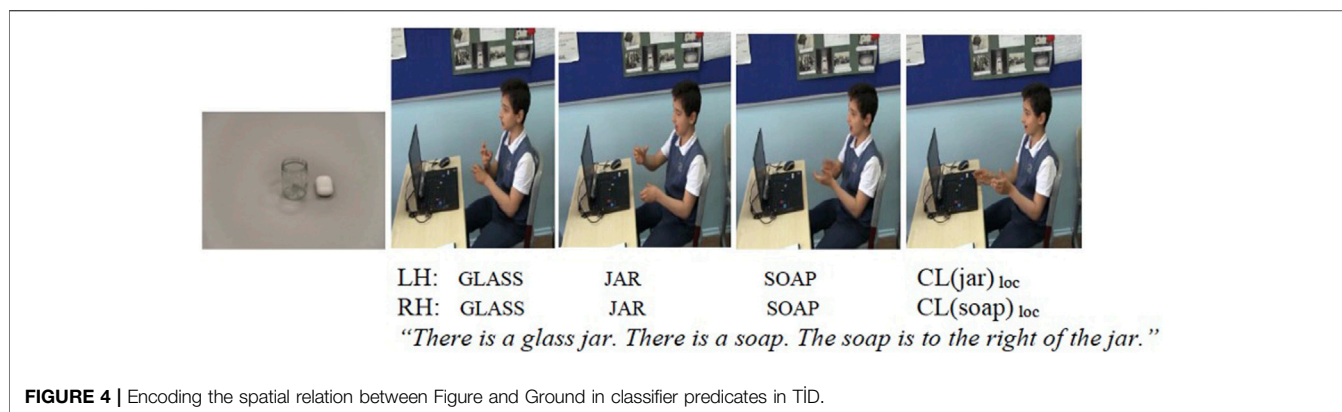 LH: GLASS JAR SOAP CL(jar) loc
RH: GLASS JAR SOAP CL(soap) loc
“There is a glass jar. There is a soap. The soap is to the right of the jar.”
FIGURE 4 | Encoding the spatial relation between Figure and Ground in classifier predicates in TİD.